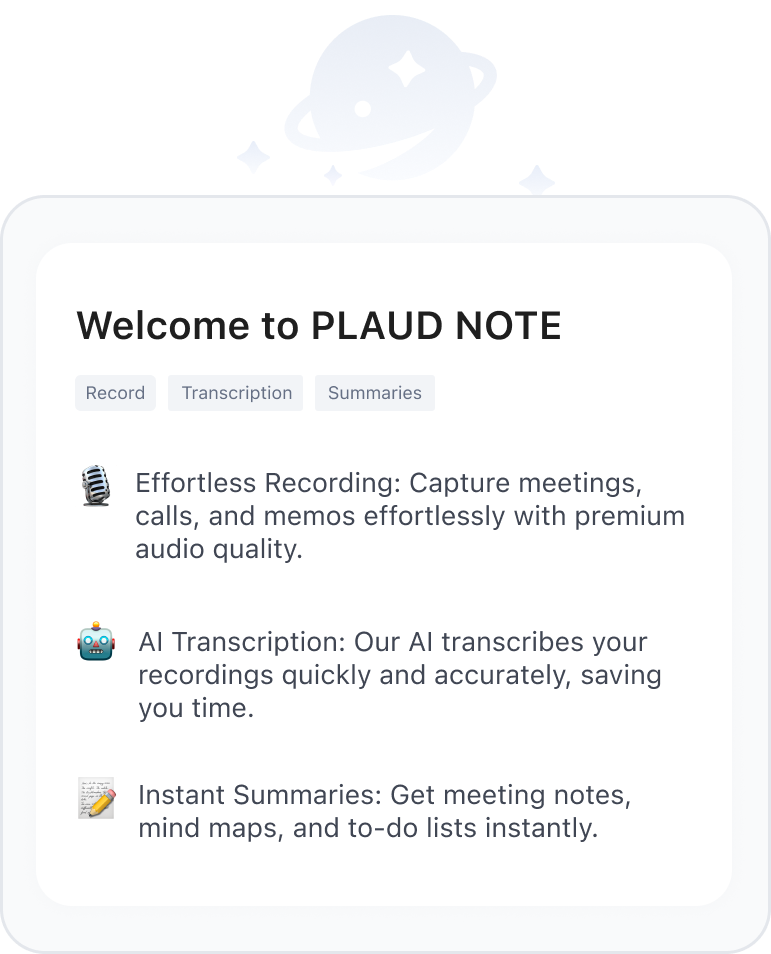 Welcome to PLAUD NOTE
Record Transcription Summaries
Effortless Recording: Capture meetings,
calls, and memos effortlessly with premium
audio quality.
AI Transcription: Our AI transcribes your
recordings quickly and accurately, saving
you time.
Instant Summaries: Get meeting notes,
mind maps, and to-do lists instantly.